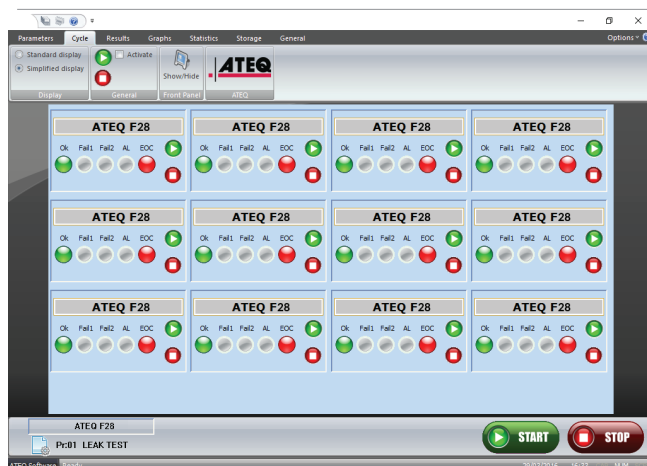 Parameters Cycle Results Graphs Statistics Storage General Options
Standard display
Simplified display
Activate
Show/Hide
ATEQ
Display General Front Panel ATEQ
ATEQ F28 ATEQ F28 ATEQ F28 ATEQ F28
Ok Fail1 Fail2 AL EOC Ok Fail1 Fail2 AL EOC Ok Fail1 Fail2 AL EOC Ok Fail1 Fail2 AL EOC
ATEQ F28 ATEQ F28 ATEQ F28 ATEQ F28
Ok Fail1 Fail2 AL EOC Ok Fail1 Fail2 AL EOC Ok Fail1 Fail2 AL EOC Ok Fail1 Fail2 AL EOC
ATEQ F28 ATEQ F28 ATEQ F28 ATEQ F28
Ok Fail1 Fail2 AL EOC Ok Fail1 Fail2 AL EOC Ok Fail1 Fail2 AL EOC Ok Fail1 Fail2 AL EOC
ATEQ F28
Pr:01 LEAK TEST
START STOP
ATEQ Software Ready